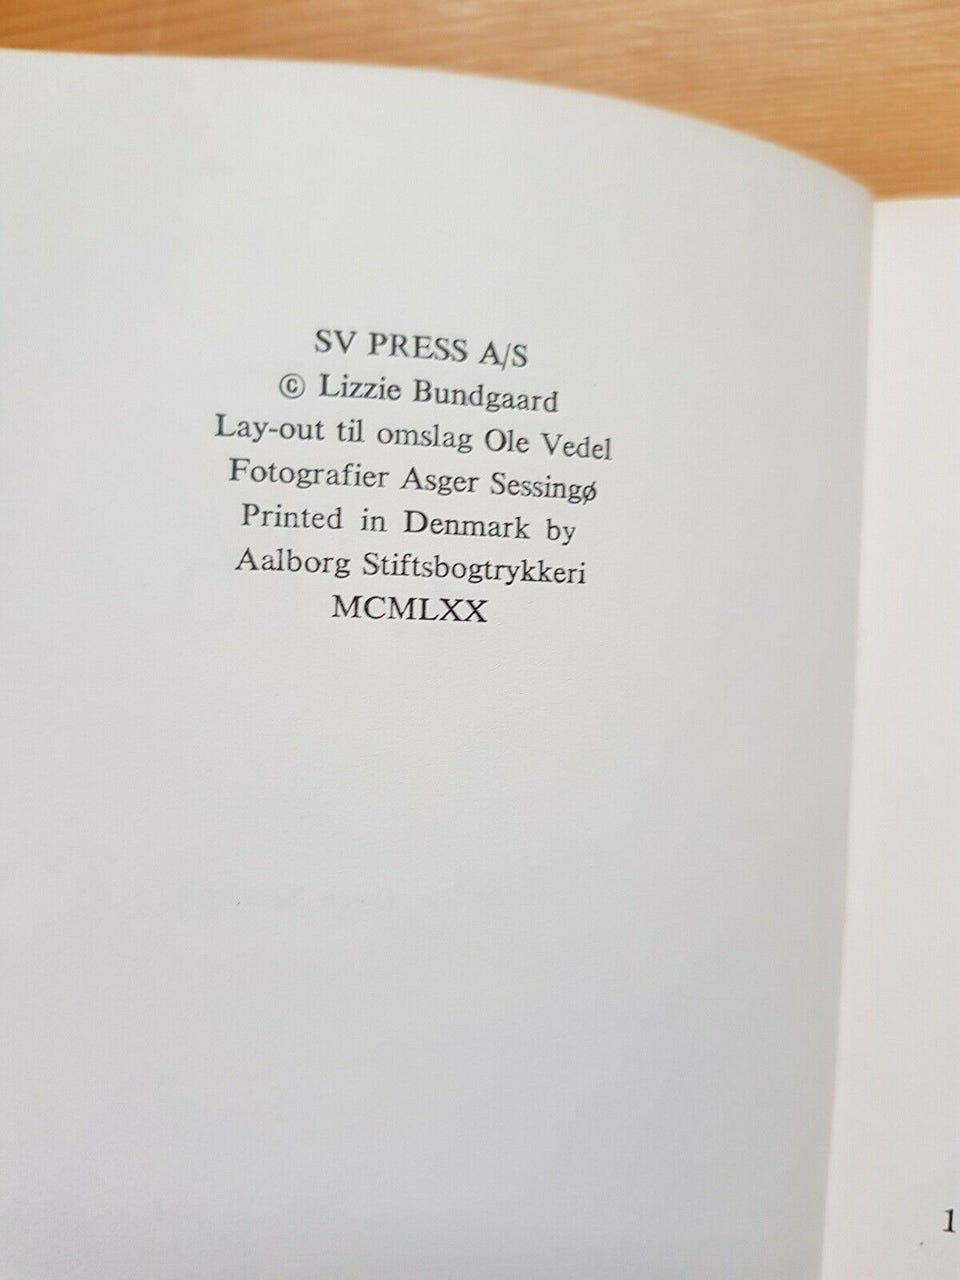 SV PRESS A/S
© Lizzie Bundgaard
Lay-out til omslag Ole Vedel
Fotografier Asger Sessingø
Printed in Denmark by
Aalborg Stiftsbogtrykkeri
MCMLXX
1